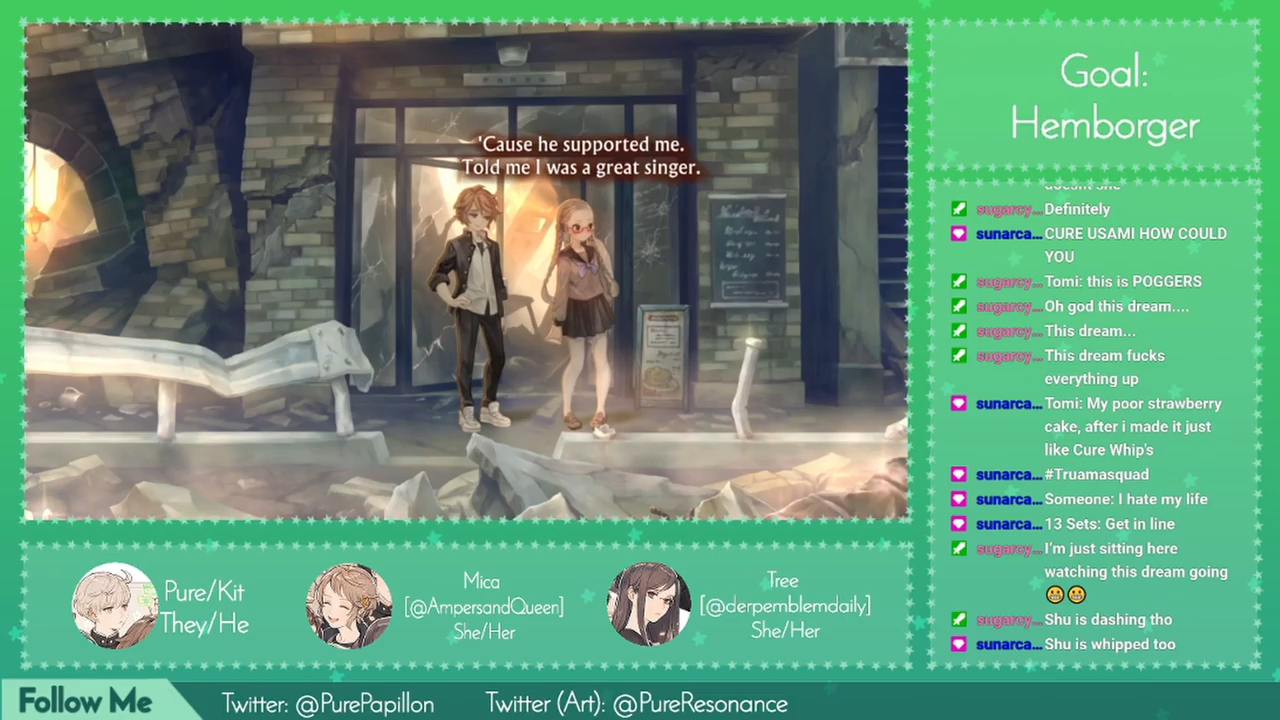 'Cause he supported me.
Told me I was a great singer.
Goal:
Hemborger
doesnt she
sugarcy... Definitely
sunarca... CURE USAMI HOW COULD
YOU
sugarcy... Tomi: this is POGGERS
sugarcy... Oh god this dream....
sugarcy... This dream...
sugarcy... This dream fucks
everything up
sunarca... Tomi: My poor strawberry
cake, after i made it just
like Cure Whip's
sunarca... #Truamasquad
sunarca... Someone: I hate my life
sunarca... 13 Sets: Get in line
sugarcy... I'm just sitting here
watching this dream going
😬😬
sugarcy... Shu is dashing tho
sunarca... Shu is whipped too
Pure/Kit
They/He
Mica
[@AmpersandQueen]
She/Her
Tree
[@derpemblemdaily]
She/Her
Follow Me
Twitter: @PurePapillon
Twitter (Art): @PureResonance